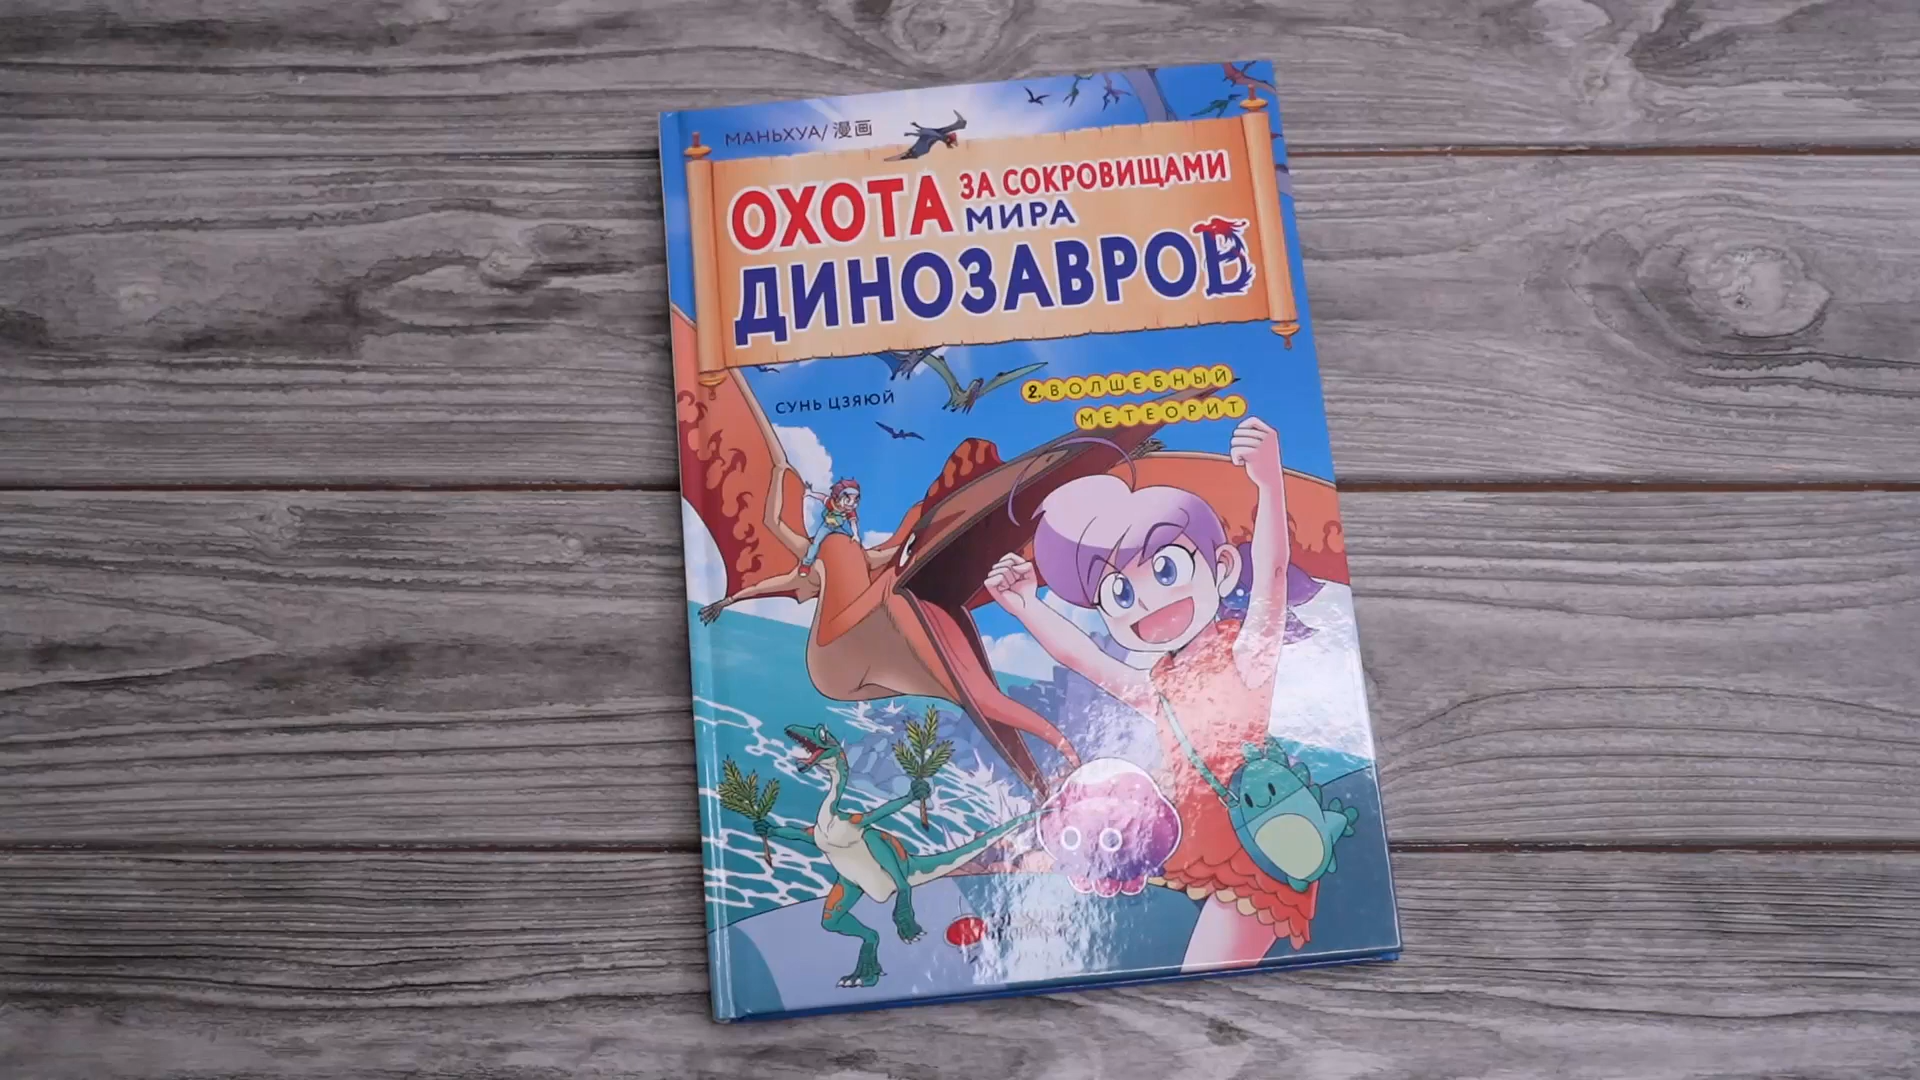 МАНЬХУА/漫画
ОХОТА ЗА СОКРОВИЩАМИ
МИРА
ДИНОЗАВРОВ
СУНЬ ЦЗЯЮЙ
2. ВОЛШЕБНЫЙ
МЕТЕОРИТ